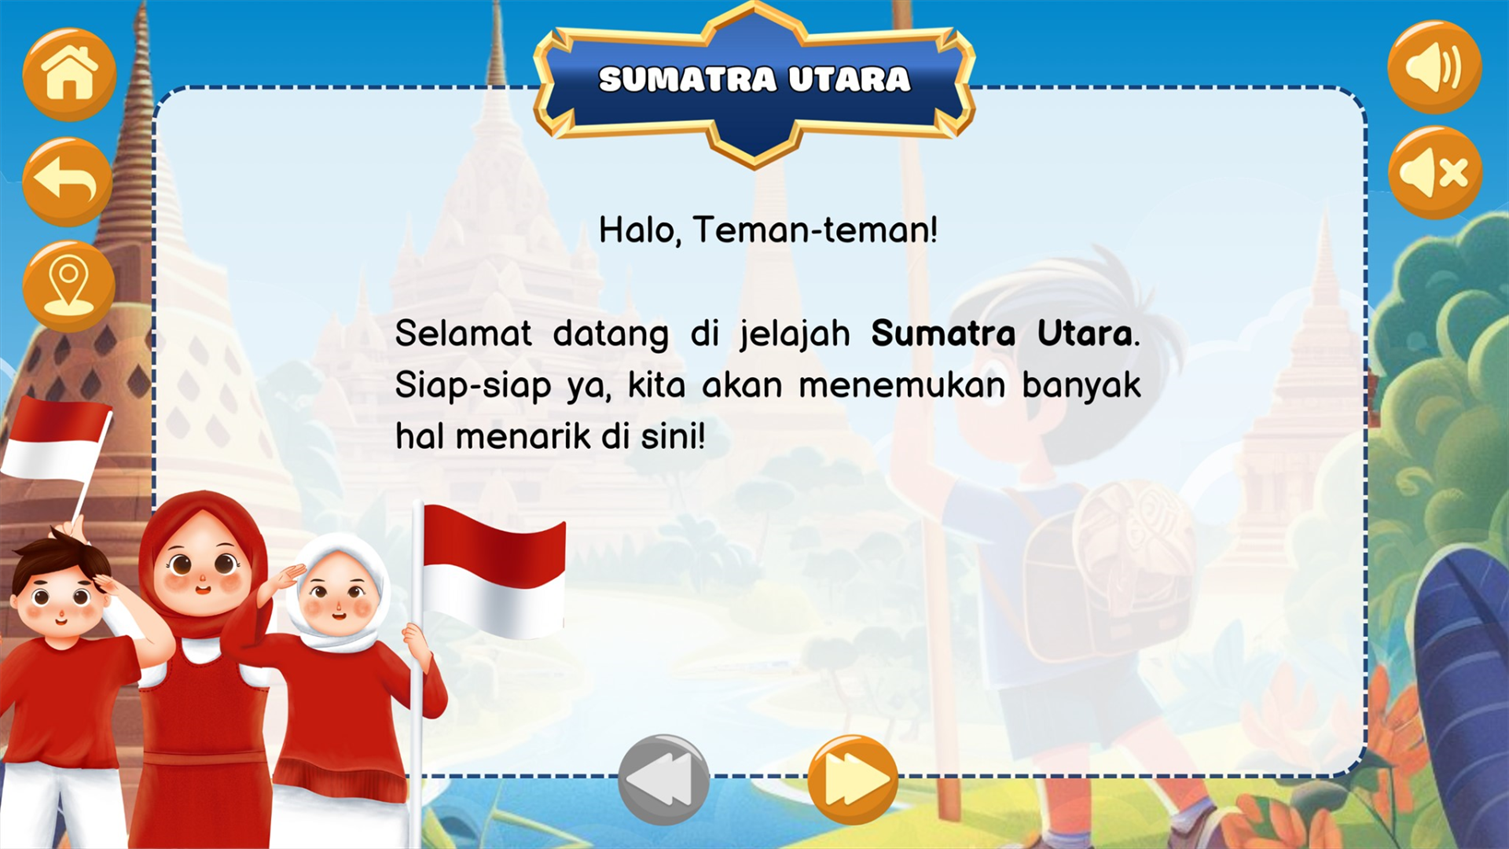 SUMATRA UTARA
Halo, Teman-teman!
Selamat datang di jelajah Sumatra Utara.
Siap-siap ya, kita akan menemukan banyak
hal menarik di sini!